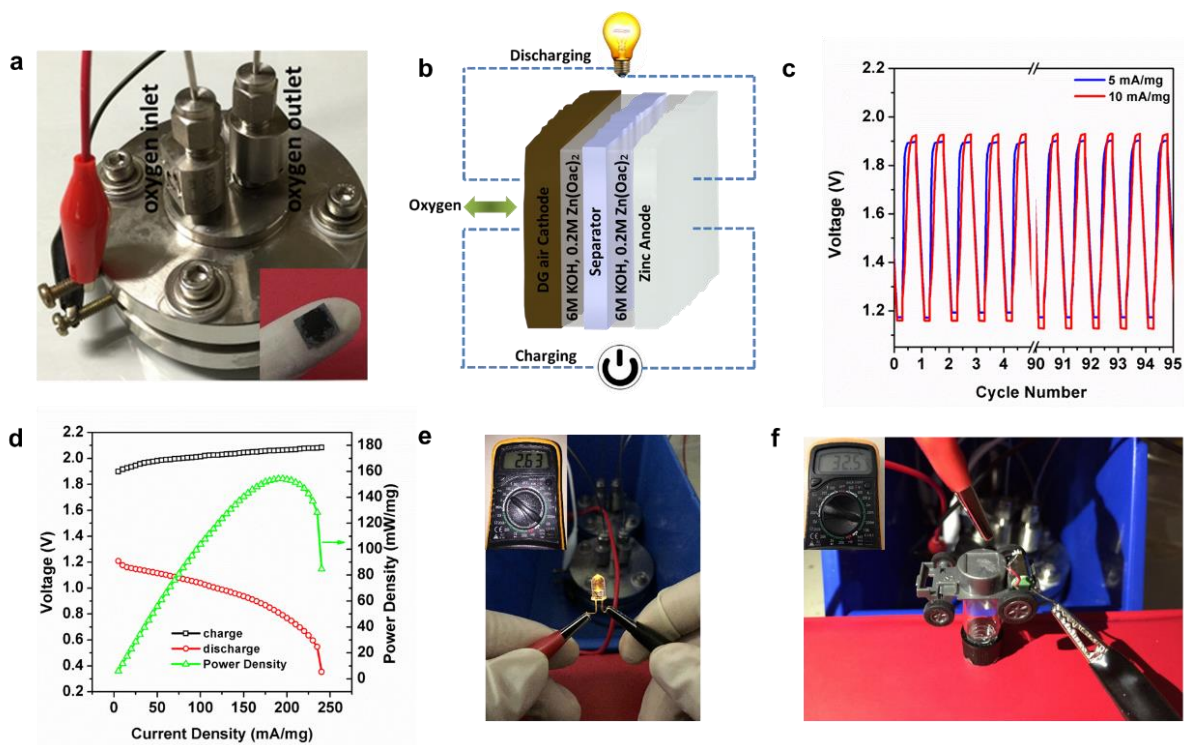 a
oxygen inlet
oxygen outlet
b
Discharging
Oxygen
DG air Cathode
6M KOH, 0.2M Zn(Oac)2
Separator
6M KOH, 0.2M Zn(Oac)2
Zinc Anode
Charging
c
2.2
2.0
1.8
1.6
1.4
1.2
Voltage (V)
5 mA/mg
10 mA/mg
0 1 2 3 4 90 91 92 93 94 95
Cycle Number
d
2.2
2.0
1.8
1.6
1.4
1.2
1.0
0.8
0.6
0.4
0.2
Voltage (V)
charge
discharge
Power Density
180
160
140
120
100
80
60
40
20
0
Power Density (mW/mg)
0 50 100 150 200 250
Current Density (mA/mg)
e
2.63
f
32.5